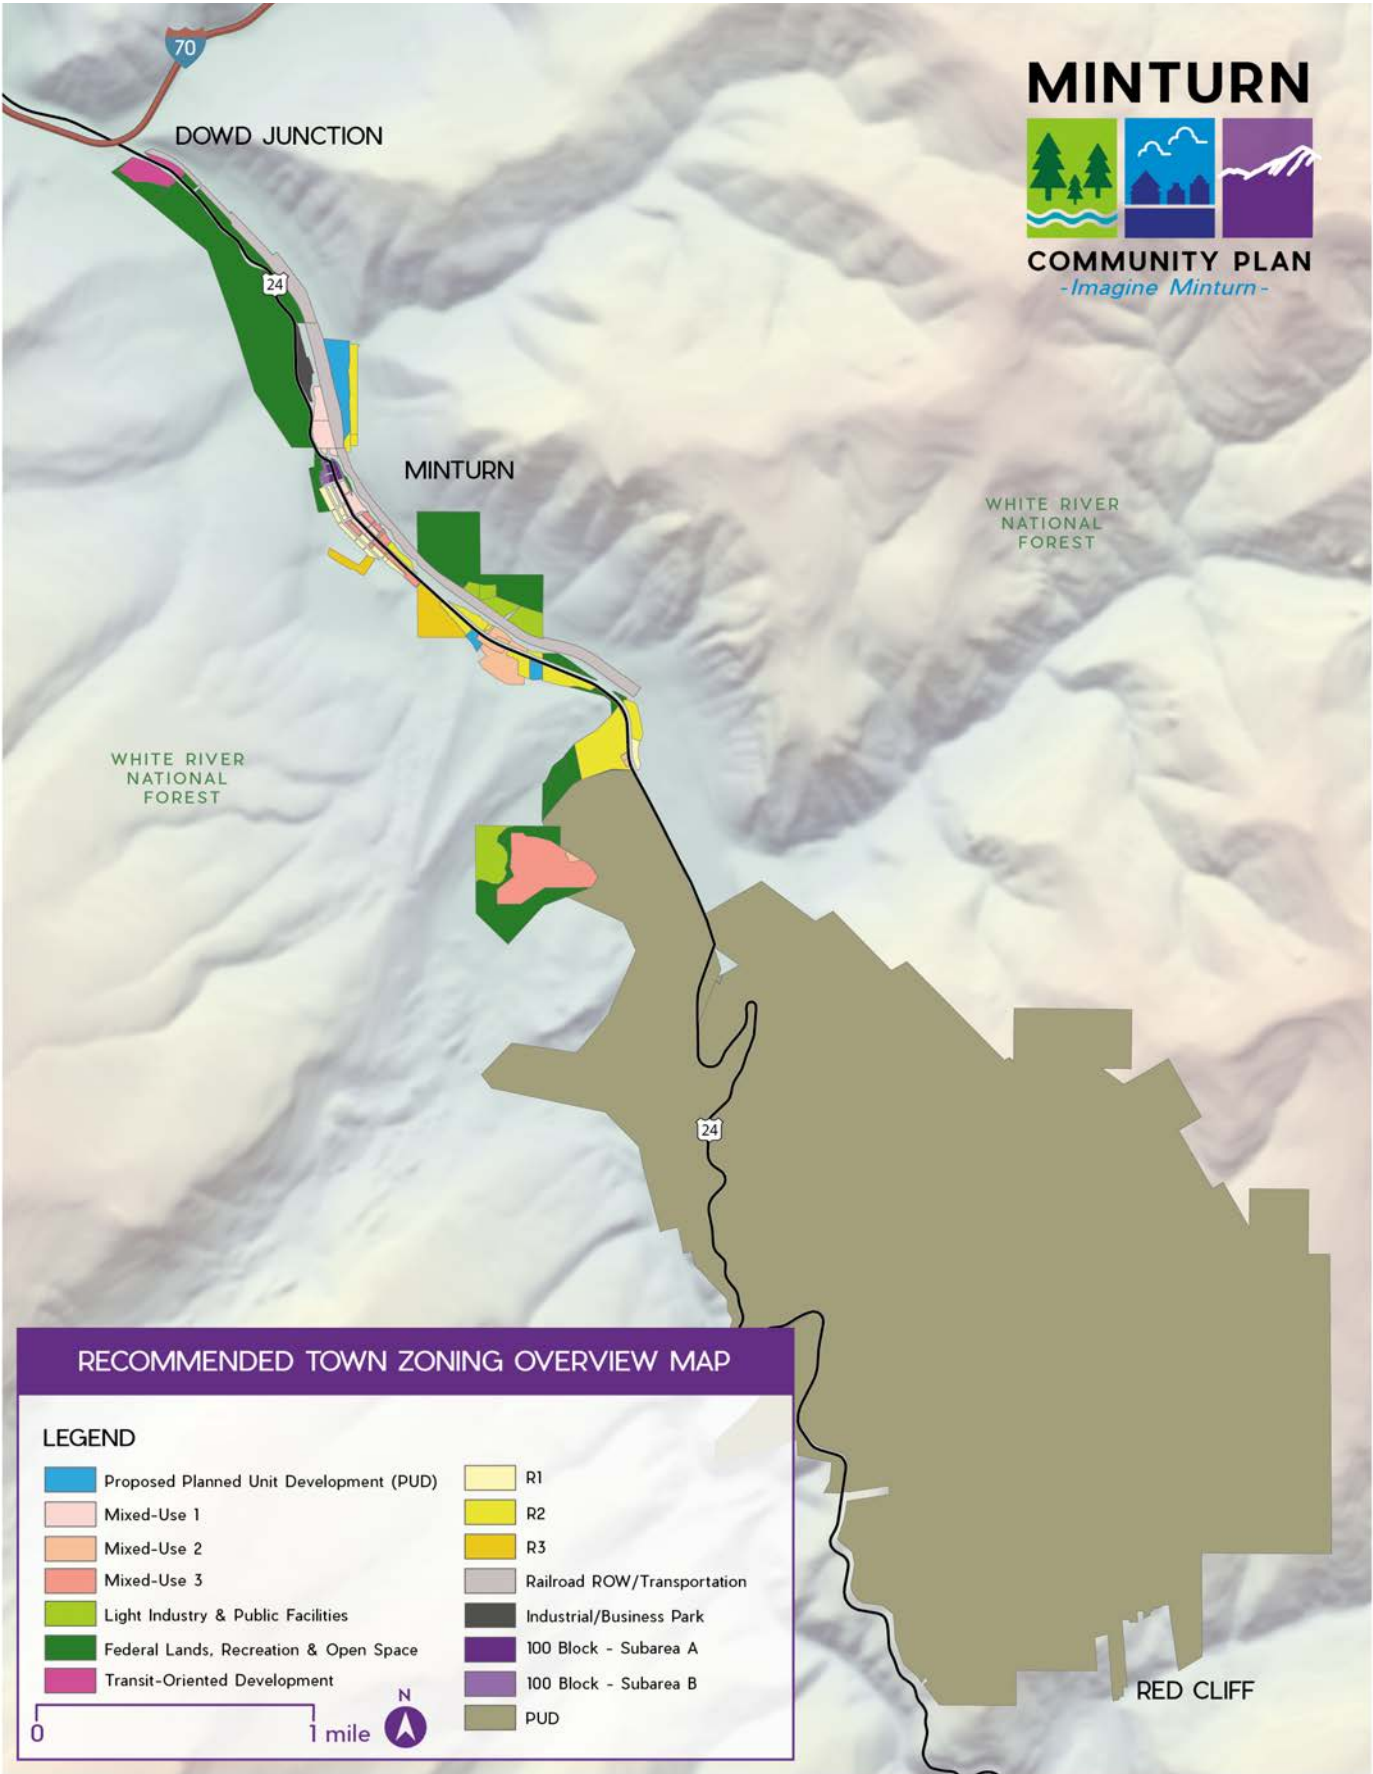 70
DOWD JUNCTION
MINTURN
COMMUNITY PLAN
-Imagine Minturn-
24
MINTURN
WHITE RIVER
NATIONAL
FOREST
WHITE RIVER
NATIONAL
FOREST
24
RECOMMENDED TOWN ZONING OVERVIEW MAP
LEGEND
Proposed Planned Unit Development (PUD)
Mixed-Use 1
Mixed-Use 2
Mixed-Use 3
Light Industry & Public Facilities
Federal Lands, Recreation & Open Space
Transit-Oriented Development
R1
R2
R3
Railroad ROW/Transportation
Industrial/Business Park
100 Block - Subarea A
100 Block - Subarea B
PUD
0
1 mile
N
RED CLIFF